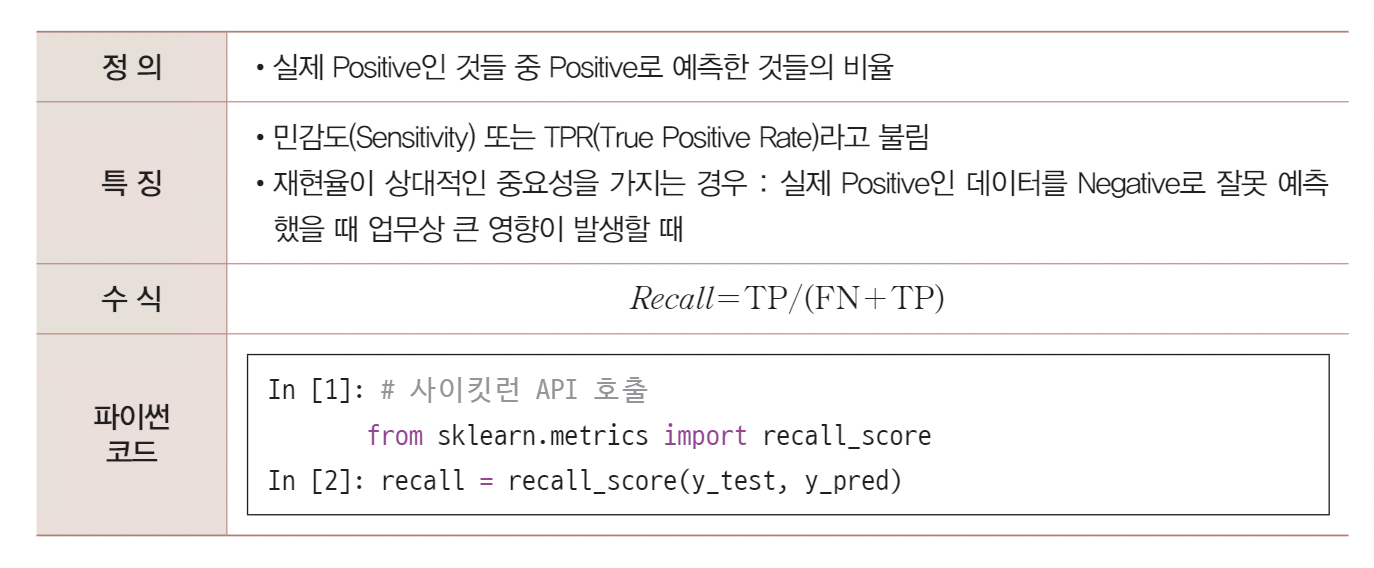 정 의
• 실제 Positive인 것들 중 Positive로 예측한 것들의 비율
특 징
• 민감도(Sensitivity) 또는 TPR(True Positive Rate)라고 불림
• 재현율이 상대적인 중요성을 가지는 경우 : 실제 Positive인 데이터를 Negative로 잘못 예측
했을 때 업무상 큰 영향이 발생할 때
수 식
Recall=TP/(FN+TP)
파이썬
코드
In [1]: # 사이킷런 API 호출
from sklearn.metrics import recall_score
In [2]: recall = recall_score(y_test, y_pred)